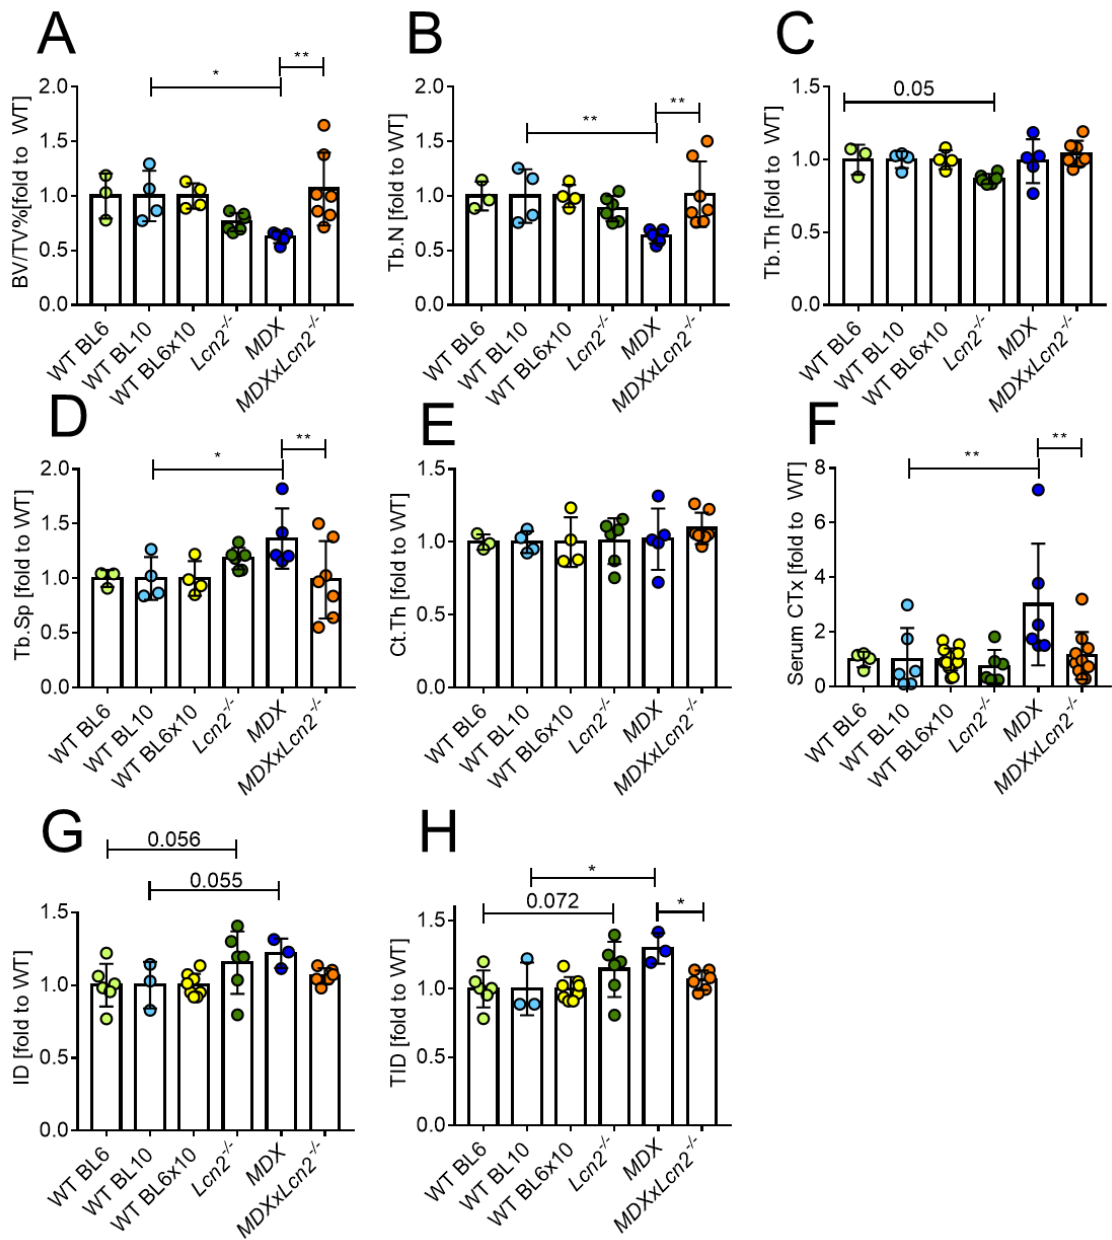 A
B
C
**
*
2.0
1.5
1.0
0.5
0.0
BV/TV%[fold to WT]
WT BL6
WT BL10
WT BL6x10
Lcn2-/-
MDX
MDXxLcn2-/-
**
**
2.0
1.5
1.0
0.5
0.0
Tb.N [fold to WT]
WT BL6
WT BL10
WT BL6x10
Lcn2-/-
MDX
MDXxLcn2-/-
0.05
1.5
1.0
0.5
0.0
Tb.Th [fold to WT]
WT BL6
WT BL10
WT BL6x10
Lcn2-/-
MDX
MDXxLcn2-/-
D
E
F
**
*
2.0
1.5
1.0
0.5
0.0
Tb.Sp [fold to WT]
WT BL6
WT BL10
WT BL6x10
Lcn2-/-
MDX
MDXxLcn2-/-
1.5
1.0
0.5
0.0
Ct.Th [fold to WT]
WT BL6
WT BL10
WT BL6x10
Lcn2-/-
MDX
MDXxLcn2-/-
**
**
8
6
4
2
0
Serum CTx [fold to WT]
WT BL6
WT BL10
WT BL6x10
Lcn2-/-
MDX
MDXxLcn2-/-
G
H
0.056
0.055
1.5
1.0
0.5
0.0
ID [fold to WT]
WT BL6
WT BL10
WT BL6x10
Lcn2-/-
MDX
MDXxLcn2-/-
*
0.072
*
1.5
1.0
0.5
0.0
TID [fold to WT]
WT BL6
WT BL10
WT BL6x10
Lcn2-/-
MDX
MDXxLcn2-/-